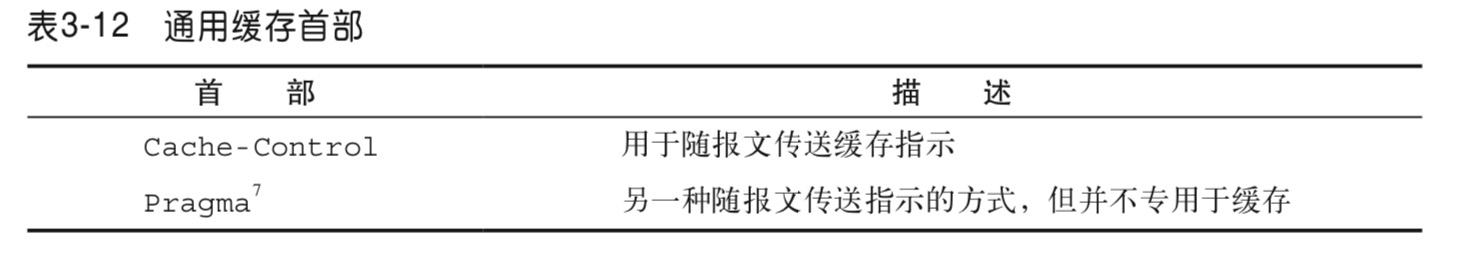 表3-12 通用缓存首部
首 部 描 述
Cache-Control 用于随报文传送缓存指示
Pragma7 另一种随报文传送指示的方式，但并不专用于缓存